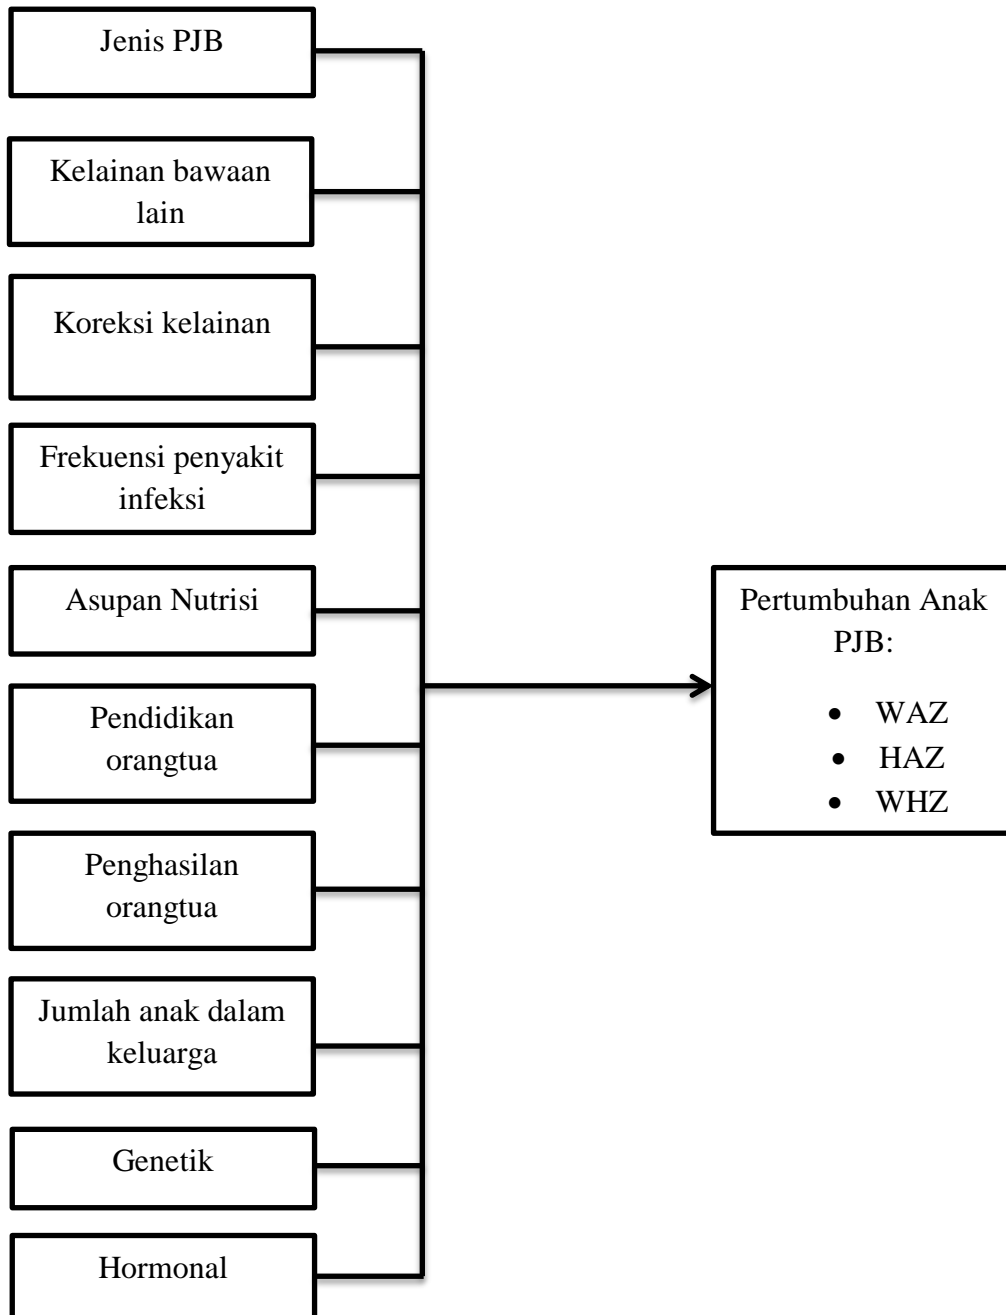 Jenis PJB
Kelainan bawaan
lain
Koreksi kelainan
Frekuensi penyakit
infeksi
Asupan Nutrisi
Pendidikan
orangtua
Penghasilan
orangtua
Jumlah anak dalam
keluarga
Genetik
Hormonal
Pertumbuhan Anak
PJB:
• WAZ
• HAZ
• WHZ